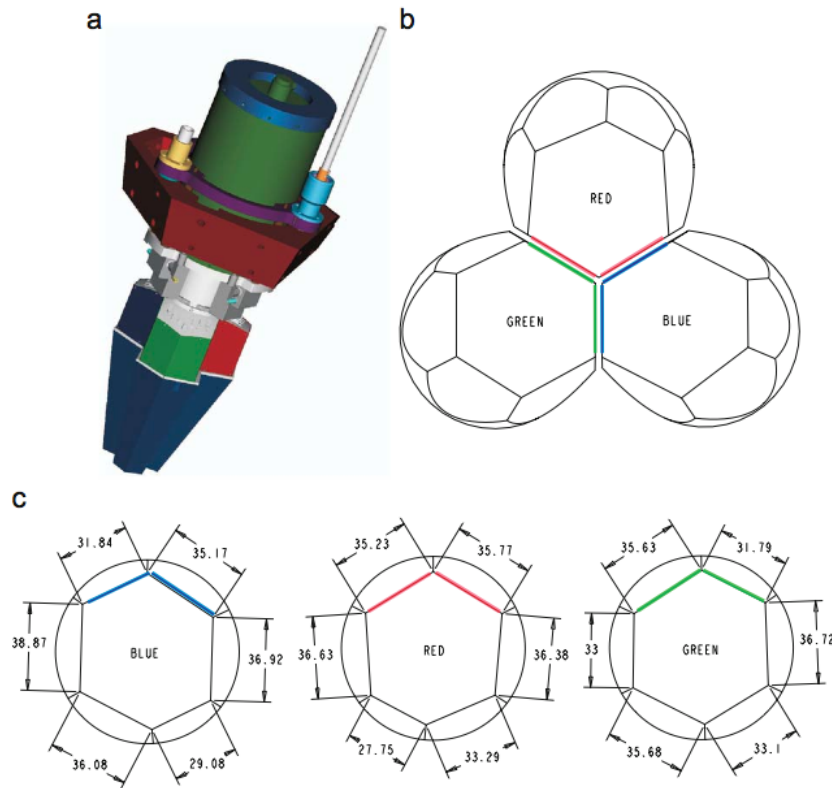 a
b
RED
GREEN
BLUE
c
31.84
35.17
38.87
BLUE
36.92
36.08
29.08
35.23
35.77
36.63
RED
36.38
27.75
33.29
35.63
31.79
33
GREEN
36.72
35.68
33.1